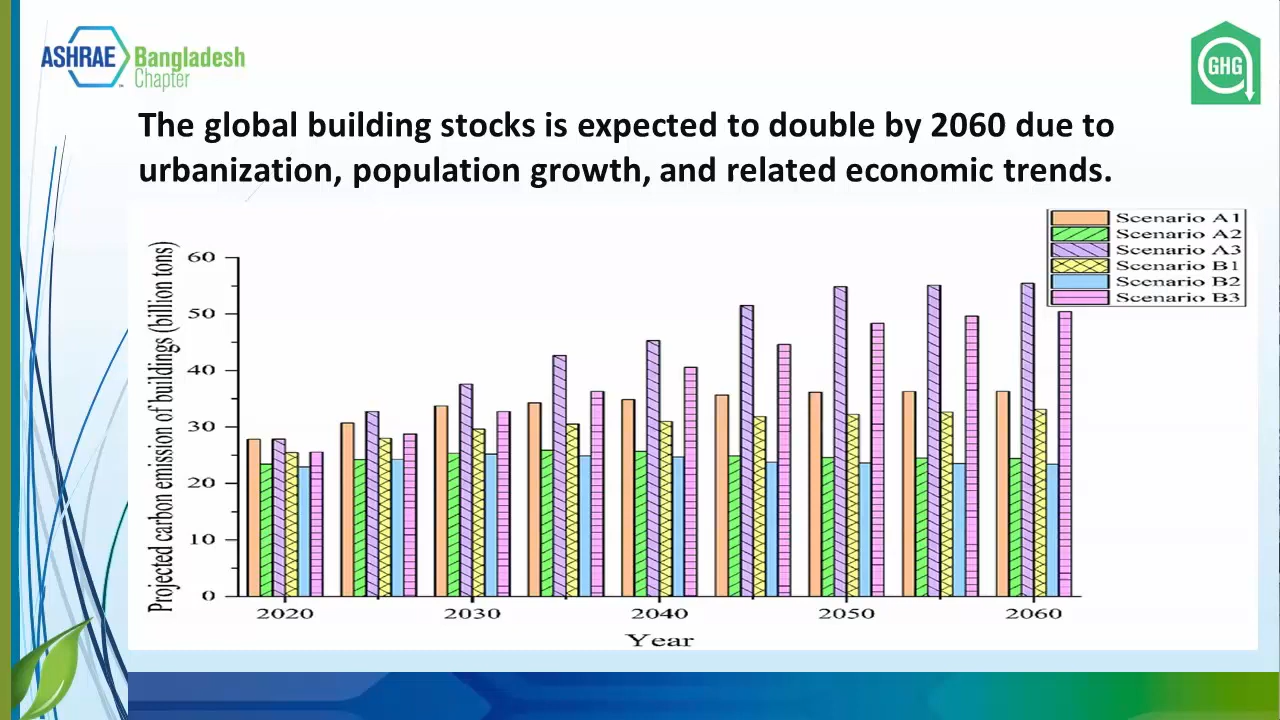 ASHRAE Bangladesh
Chapter
GHG
The global building stocks is expected to double by 2060 due to
urbanization, population growth, and related economic trends.
Scenario A1
Scenario A2
Scenario A3
Scenario B1
Scenario B2
Scenario B3
Projected carbon emission of buildings (billion tons)
60
50
40
30
20
10
0
2020 2030 2040 2050 2060
Year